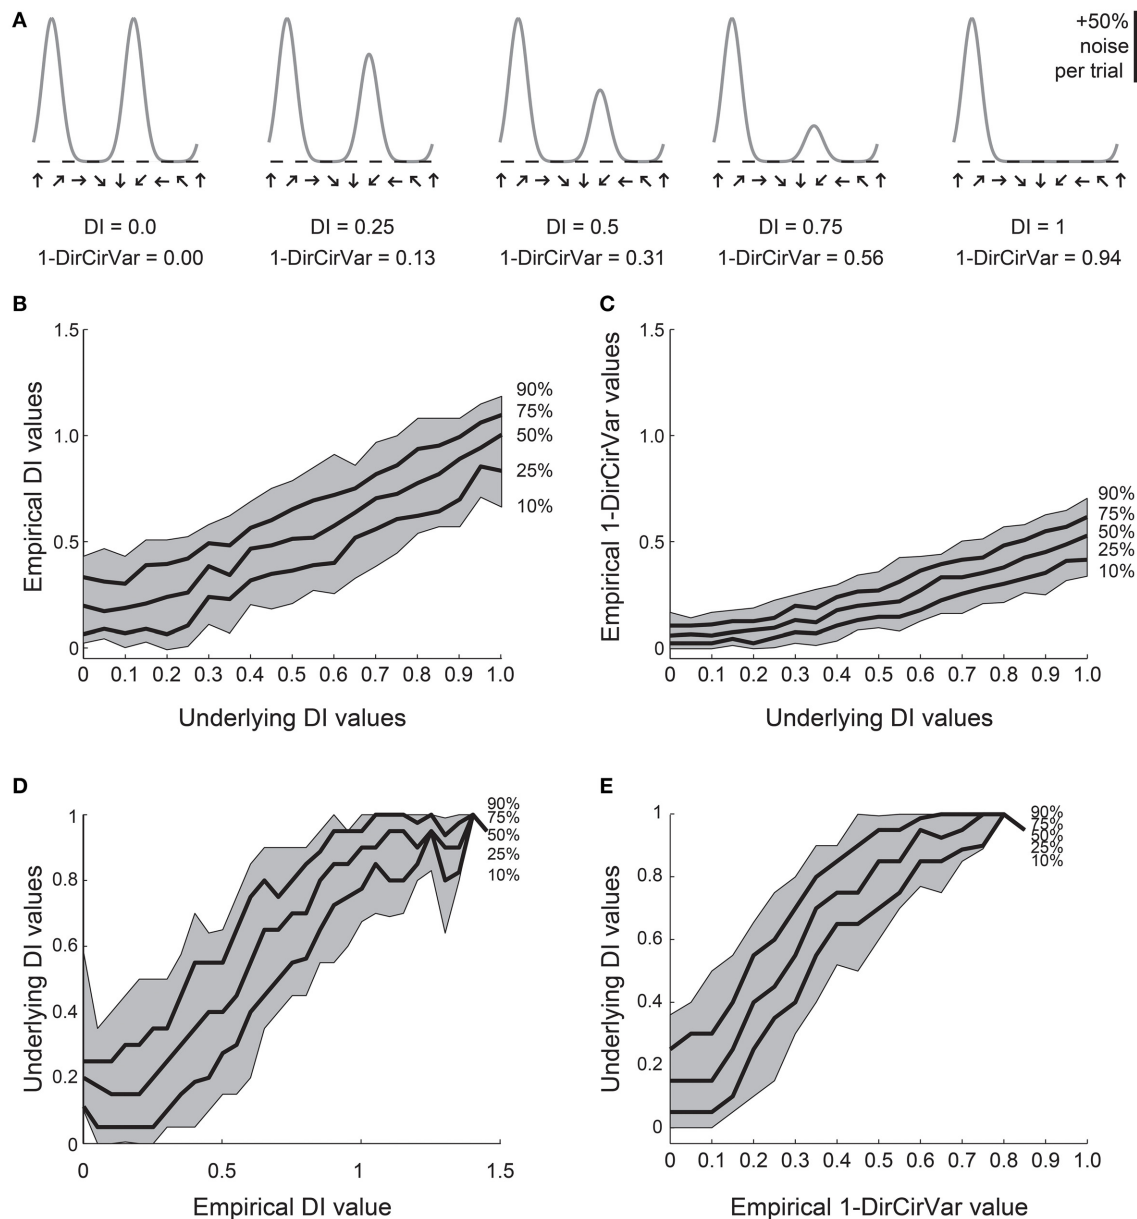 A
+50%
noise
per trial
DI = 0.0
1-DirCirVar = 0.00
DI = 0.25
1-DirCirVar = 0.13
DI = 0.5
1-DirCirVar = 0.31
DI = 0.75
1-DirCirVar = 0.56
DI = 1
1-DirCirVar = 0.94
B
Empirical DI values
1.5
1.0
0.5
0
0 0.1 0.2 0.3 0.4 0.5 0.6 0.7 0.8 0.9 1.0
Underlying DI values
90%
75%
50%
25%
10%
C
Empirical 1-DirCirVar values
1.5
1.0
0.5
0
0 0.1 0.2 0.3 0.4 0.5 0.6 0.7 0.8 0.9 1.0
Underlying DI values
90%
75%
50%
25%
10%
D
Underlying DI values
1
0.8
0.6
0.4
0.2
0
0 0.5 1 1.5
Empirical DI value
90%
75%
50%
25%
10%
E
Underlying DI values
1
0.8
0.6
0.4
0.2
0
0 0.1 0.2 0.3 0.4 0.5 0.6 0.7 0.8 0.9 1.0
Empirical 1-DirCirVar value
90%
75%
50%
25%
10%